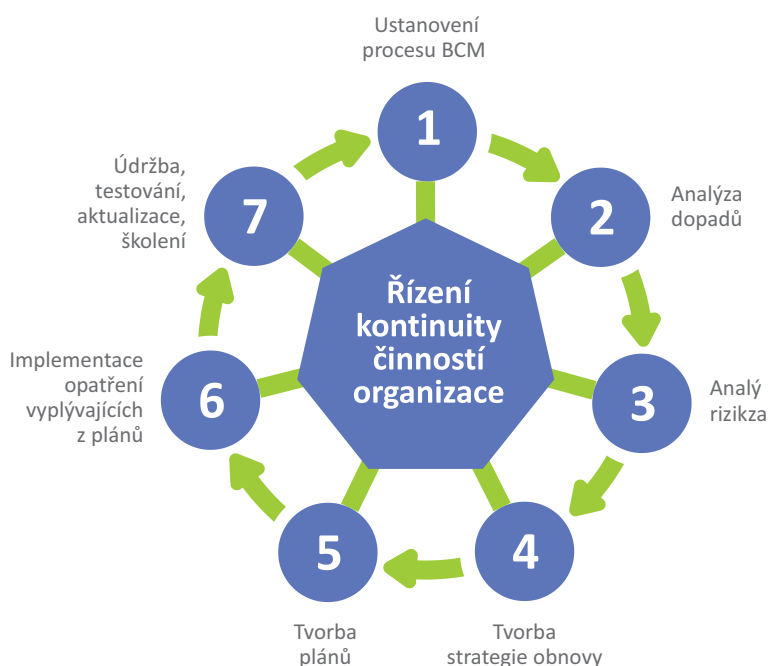 Ustanovení
procesu BCM
1
Analýza
dopadů
2
Analý
rizikza
3
Tvorba
strategie obnovy
4
Tvorba
plánů
5
Implementace
opatření
vyplývajících
z plánů
6
Údržba,
testování,
aktualizace,
školení
7
Řízení
kontinuity
činností
organizace